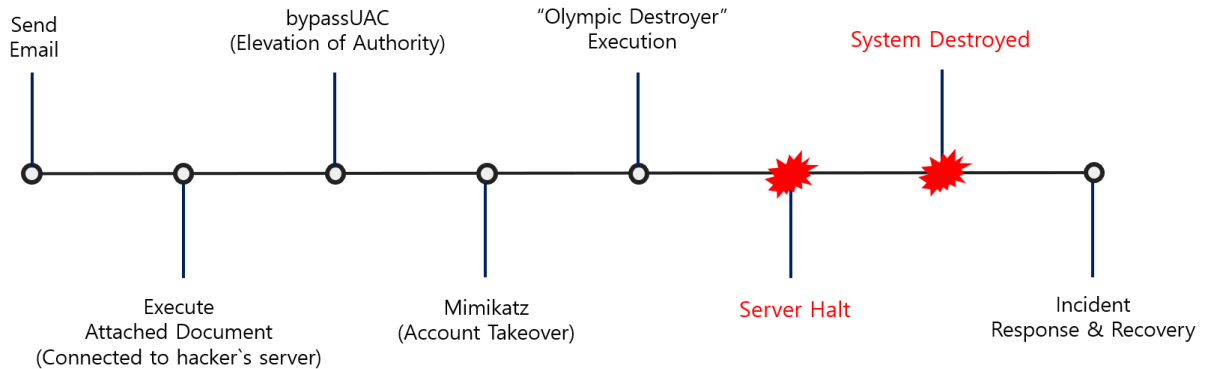 Send
Email
Execute
Attached Document
(Connected to hacker`s server)
bypassUAC
(Elevation of Authority)
Mimikatz
(Account Takeover)
“Olympic Destroyer”
Execution
Server Halt
System Destroyed
Incident
Response & Recovery